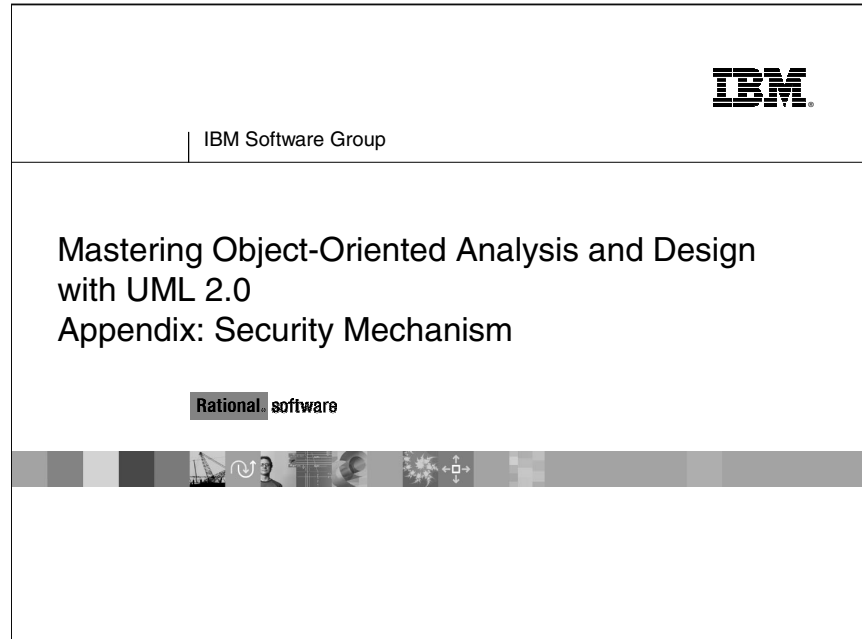 IBM®
IBM Software Group
Mastering Object-Oriented Analysis and Design
with UML 2.0
Appendix: Security Mechanism
Rational® software